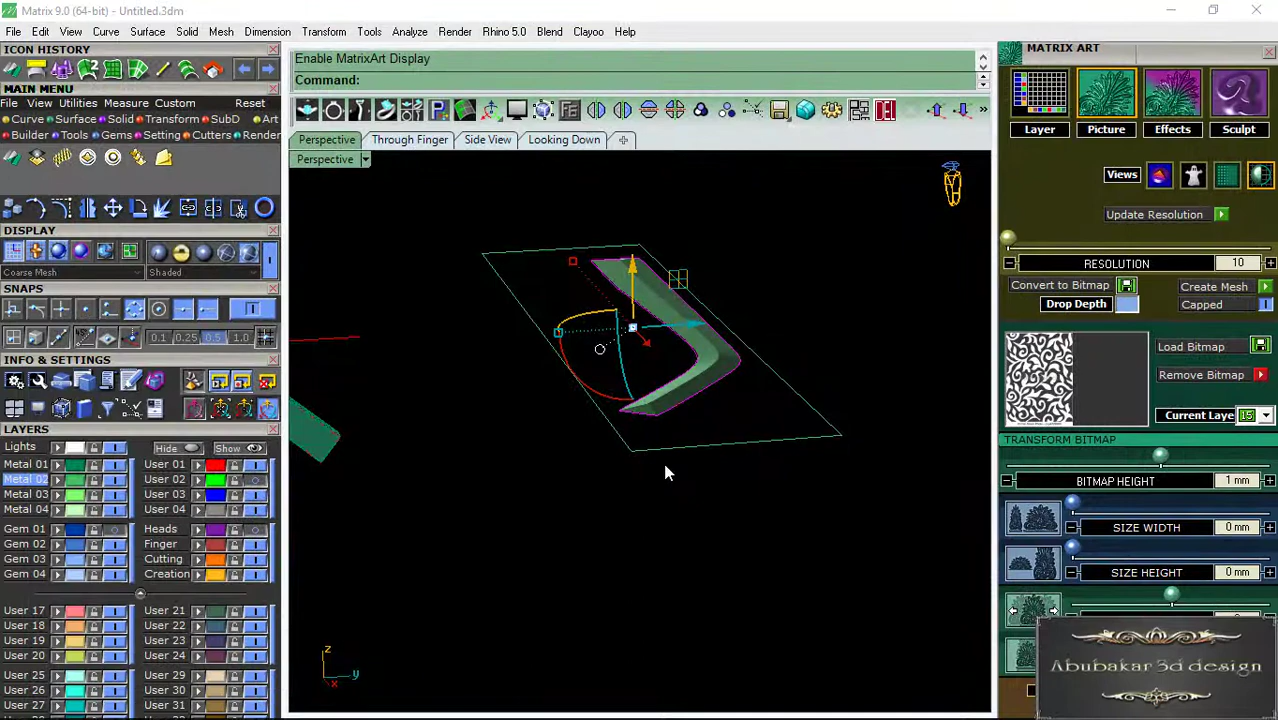 Matrix 9.0 (64-bit) - Untitled.3dm
File Edit View Curve Surface Solid Mesh Dimension Transform Tools Analyze Render Rhino 5.0 Blend Clayoo Help
ICON HISTORY
MAIN MENU
File View Utilities Measure Custom Reset
Curve Surface Solid Transform SubD Art
Builder Tools Gems Setting Cutters Render
DISPLAY
Coarse Mesh Shaded
SNAPS
0.1 0.25 0.5 1.0
INFO & SETTINGS
LAYERS
Lights Hide Show
Metal 01 User 01
Metal 02 User 02
Metal 03 User 03
Metal 04 User 04
Gem 01 Heads
Gem 02 Finger
Gem 03 Cutting
Gem 04 Creation
User 17 User 21
User 18 User 22
User 19 User 23
User 20 User 24
User 25 User 29
User 26 User 30
User 27 User 31
Enable MatrixArt Display
Command:
Perspective Through Finger Side View Looking Down
Perspective
z
y
x
MATRIX ART
Layer Picture Effects Sculpt
Views
Update Resolution
RESOLUTION 10
Convert to Bitmap Create Mesh
Drop Depth Capped
Load Bitmap
Remove Bitmap
Current Laye 15
TRANSFORM BITMAP
BITMAP HEIGHT 1 mm
SIZE WIDTH 0 mm
SIZE HEIGHT 0 mm
Abubakar 3d design